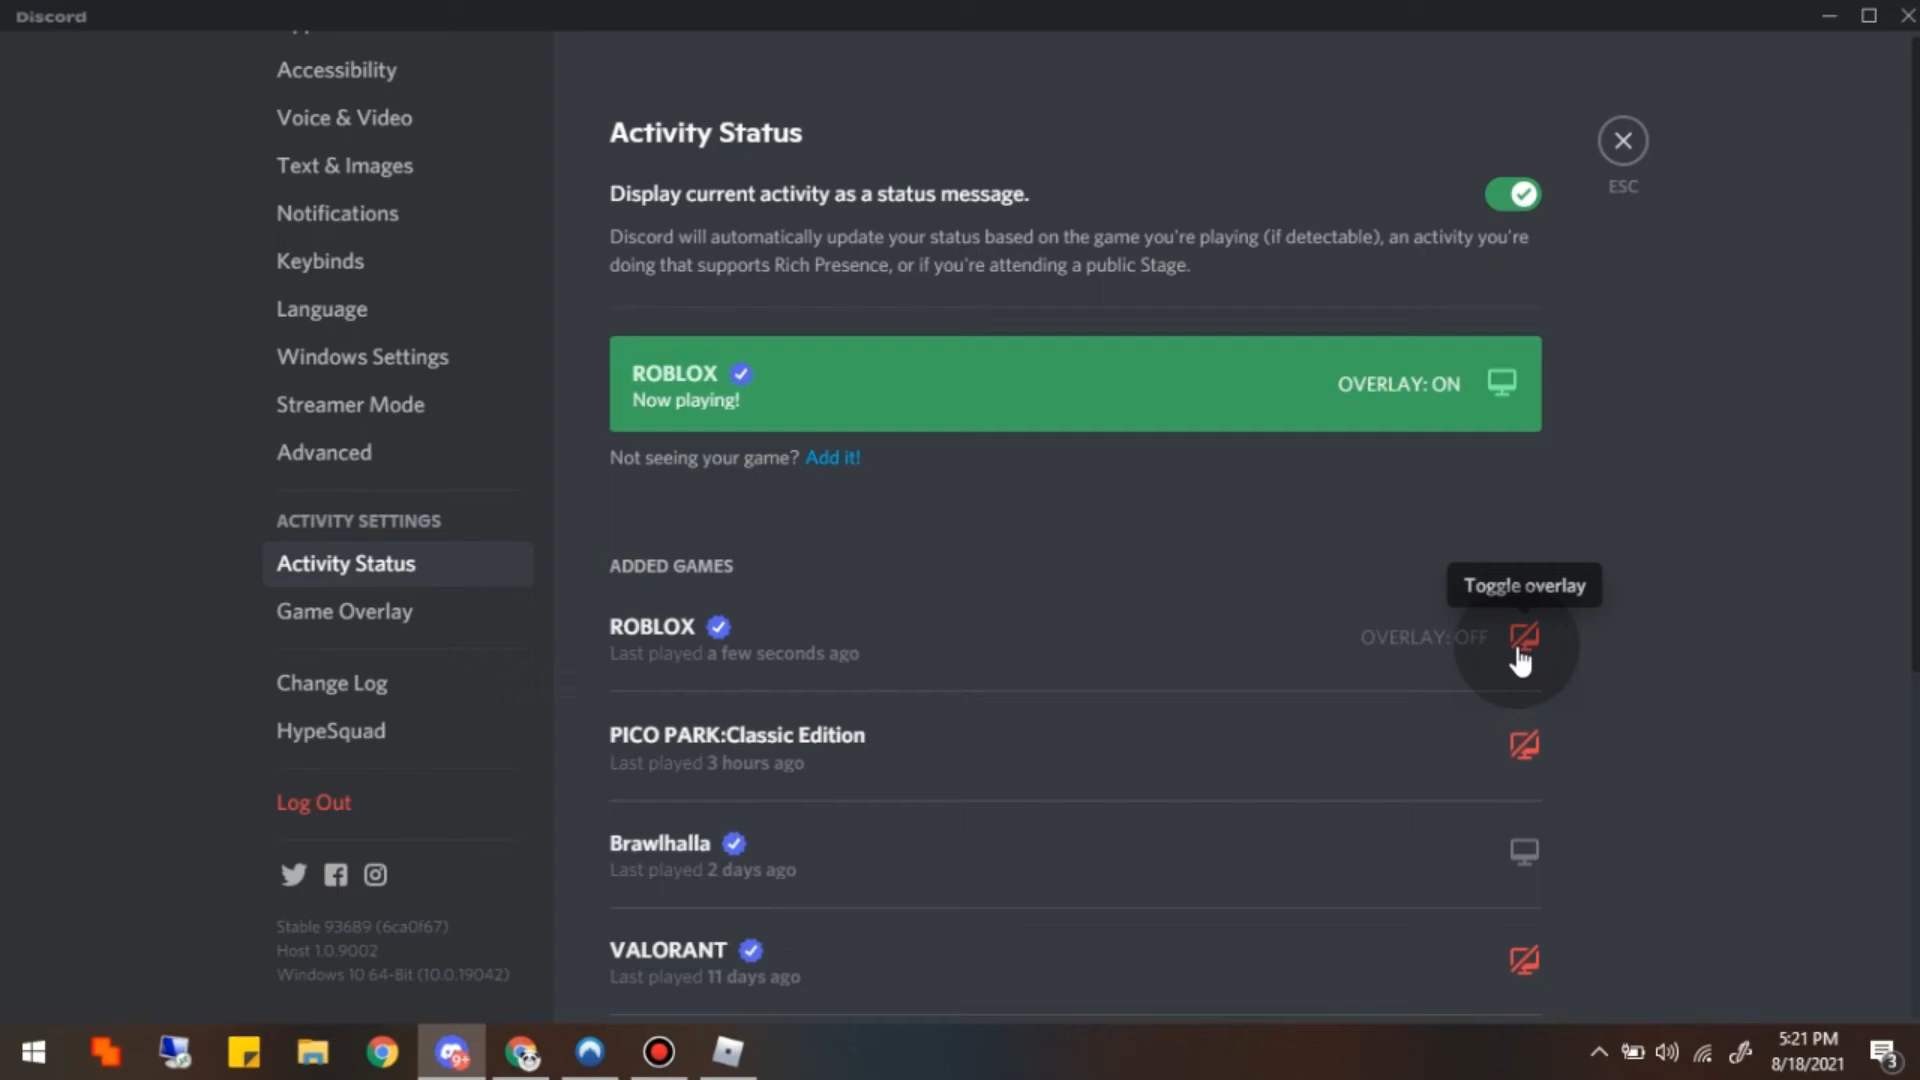 Discord
Accessibility
Voice & Video
Text & Images
Notifications
Keybinds
Language
Windows Settings
Streamer Mode
Advanced
ACTIVITY SETTINGS
Activity Status
Game Overlay
Change Log
HypeSquad
Log Out
Stable 93689 (6ca0f67)
Host 1.0.9002
Windows 10 64-Bit (10.0.19042)
Activity Status
Display current activity as a status message.
Discord will automatically update your status based on the game you're playing (if detectable), an activity you're
doing that supports Rich Presence, or if you're attending a public Stage.
ESC
ROBLOX
Now playing!
OVERLAY: ON
Not seeing your game? Add it!
ADDED GAMES
Toggle overlay
ROBLOX
Last played a few seconds ago
OVERLAY: OFF
PICO PARK:Classic Edition
Last played 3 hours ago
Brawlhalla
Last played 2 days ago
VALORANT
Last played 11 days ago
9+
5:21 PM
8/18/2021
3